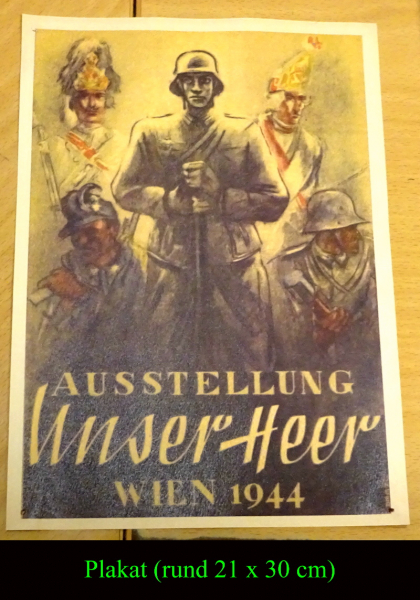 AUSSTELLUNG
Unser Heer
WIEN 1944
Plakat (rund 21 x 30 cm)